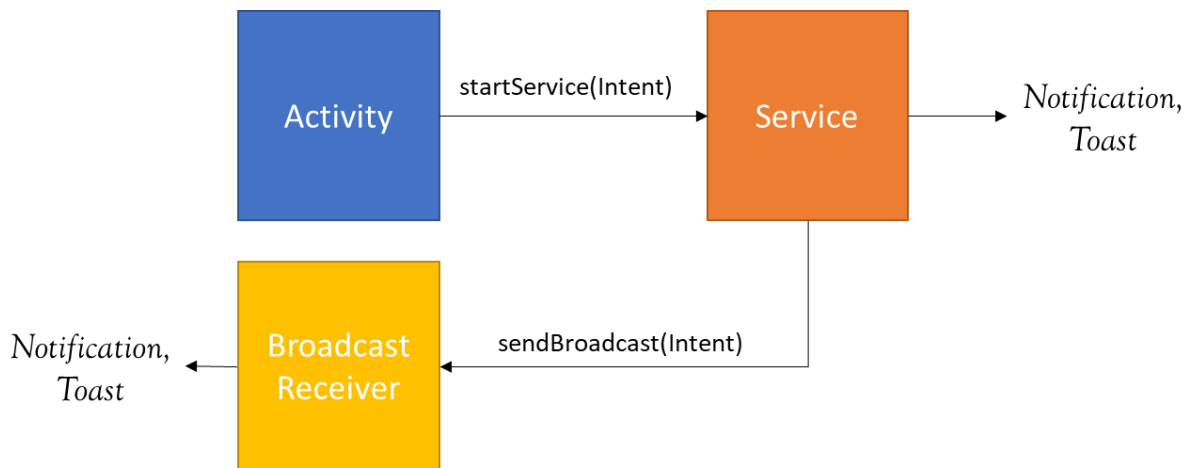 Activity
startService(Intent)
Service
Notification,
Toast
Notification,
Toast
Broadcast
Receiver
sendBroadcast(Intent)